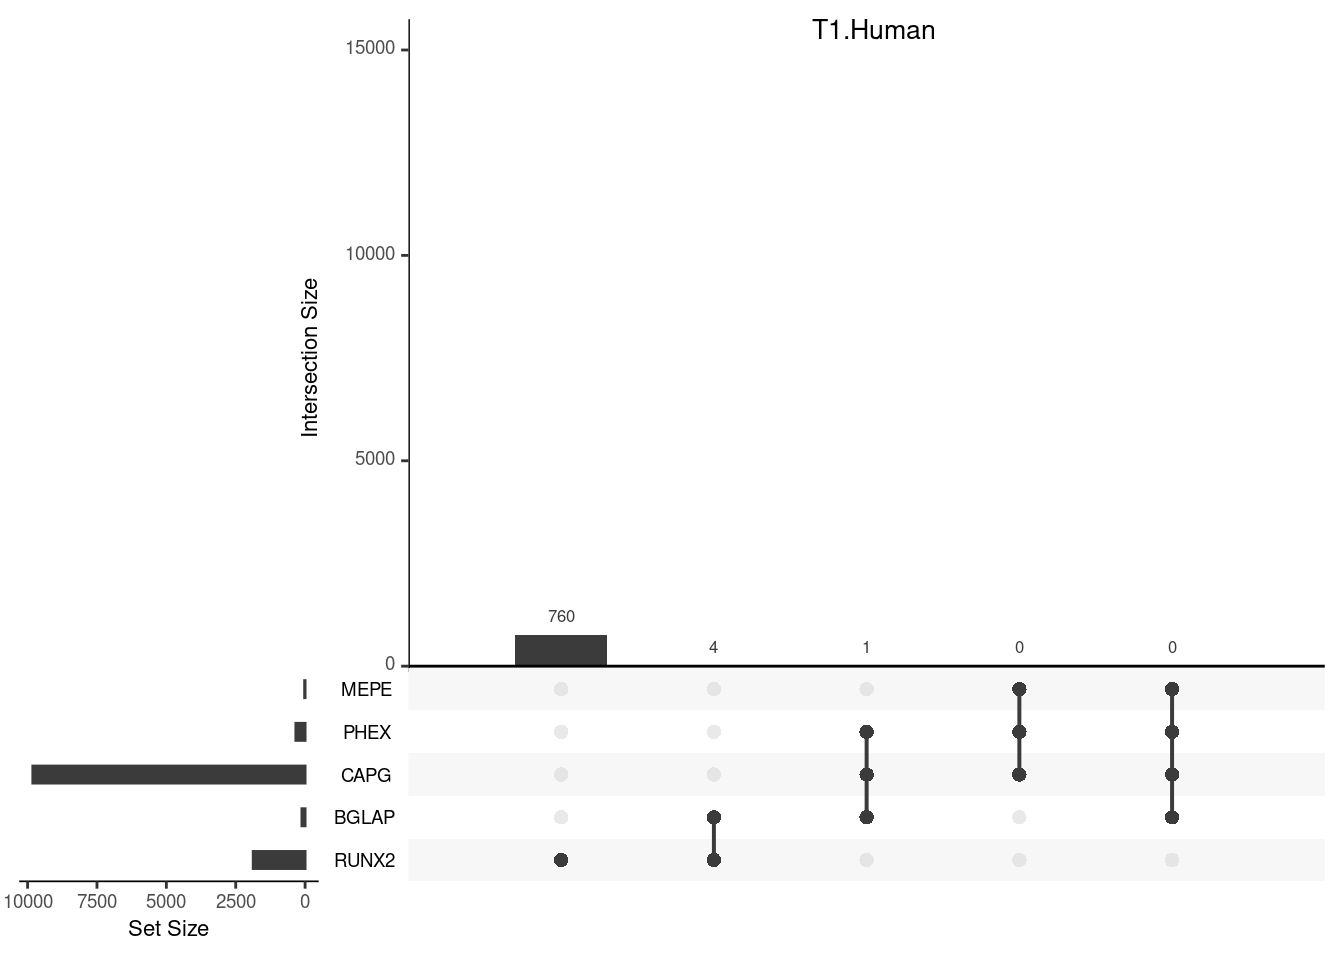 T1.Human
15000
10000
5000
0
Intersection Size
760
4
1
0
0
MEPE
PHEX
CAPG
BGLAP
RUNX2
10000 7500 5000 2500 0
Set Size